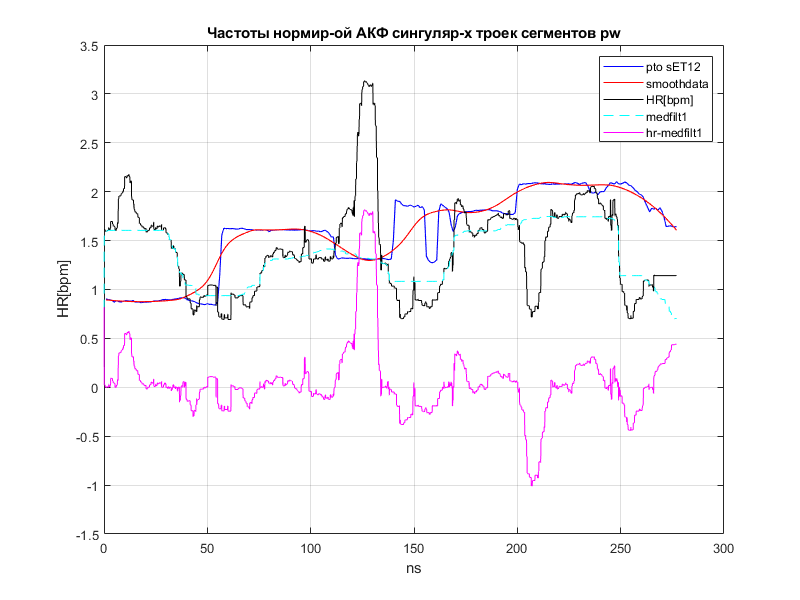 Частоты нормир-ой АКФ сингуляр-х троек сегментов pw
3.5
3
2.5
2
1.5
1
0.5
0
-0.5
-1
-1.5
HR[bpm]
pto sET12
smoothdata
HR[bpm]
medfilt1
hr-medfilt1
0 50 100 150 200 250 300
ns